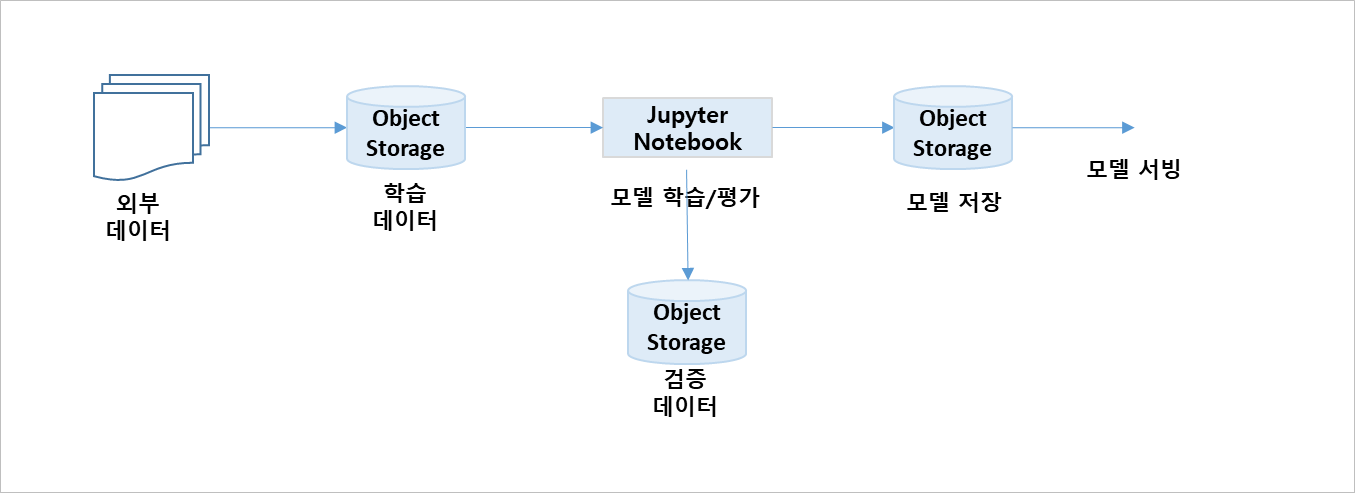 외부
데이터
Object
Storage
학습
데이터
Jupyter
Notebook
모델 학습/평가
Object
Storage
검증
데이터
Object
Storage
모델 저장
모델 서빙